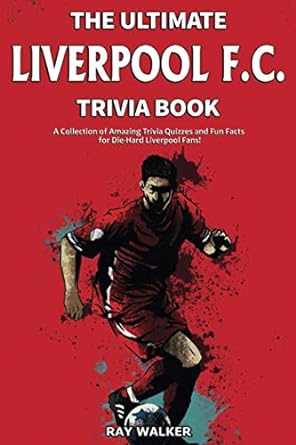 THE ULTIMATE
LIVERPOOL F.C.
TRIVIA BOOK
A Collection of Amazing Trivia Quizzes and Fun Facts
for Die-Hard Liverpool Fans!
RAY WALKER